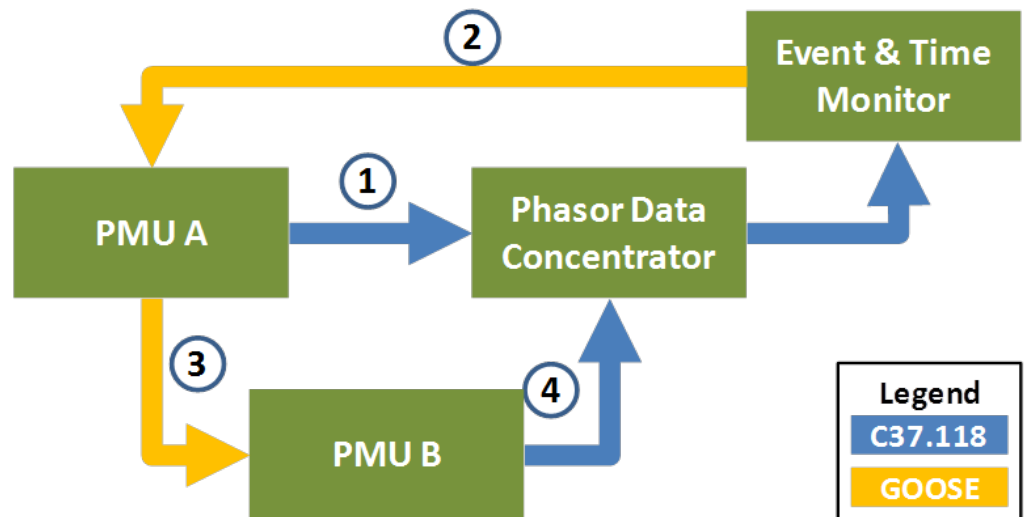 2
Event & Time
Monitor
1
PMU A
Phasor Data
Concentrator
3
4
PMU B
Legend
C37.118
GOOSE